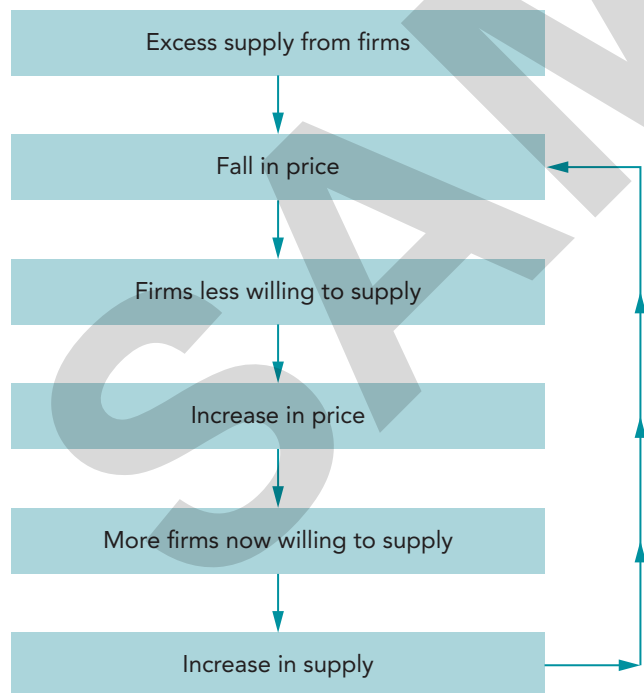 Excess supply from firms
Fall in price
Firms less willing to supply
Increase in price
More firms now willing to supply
Increase in supply
SAM